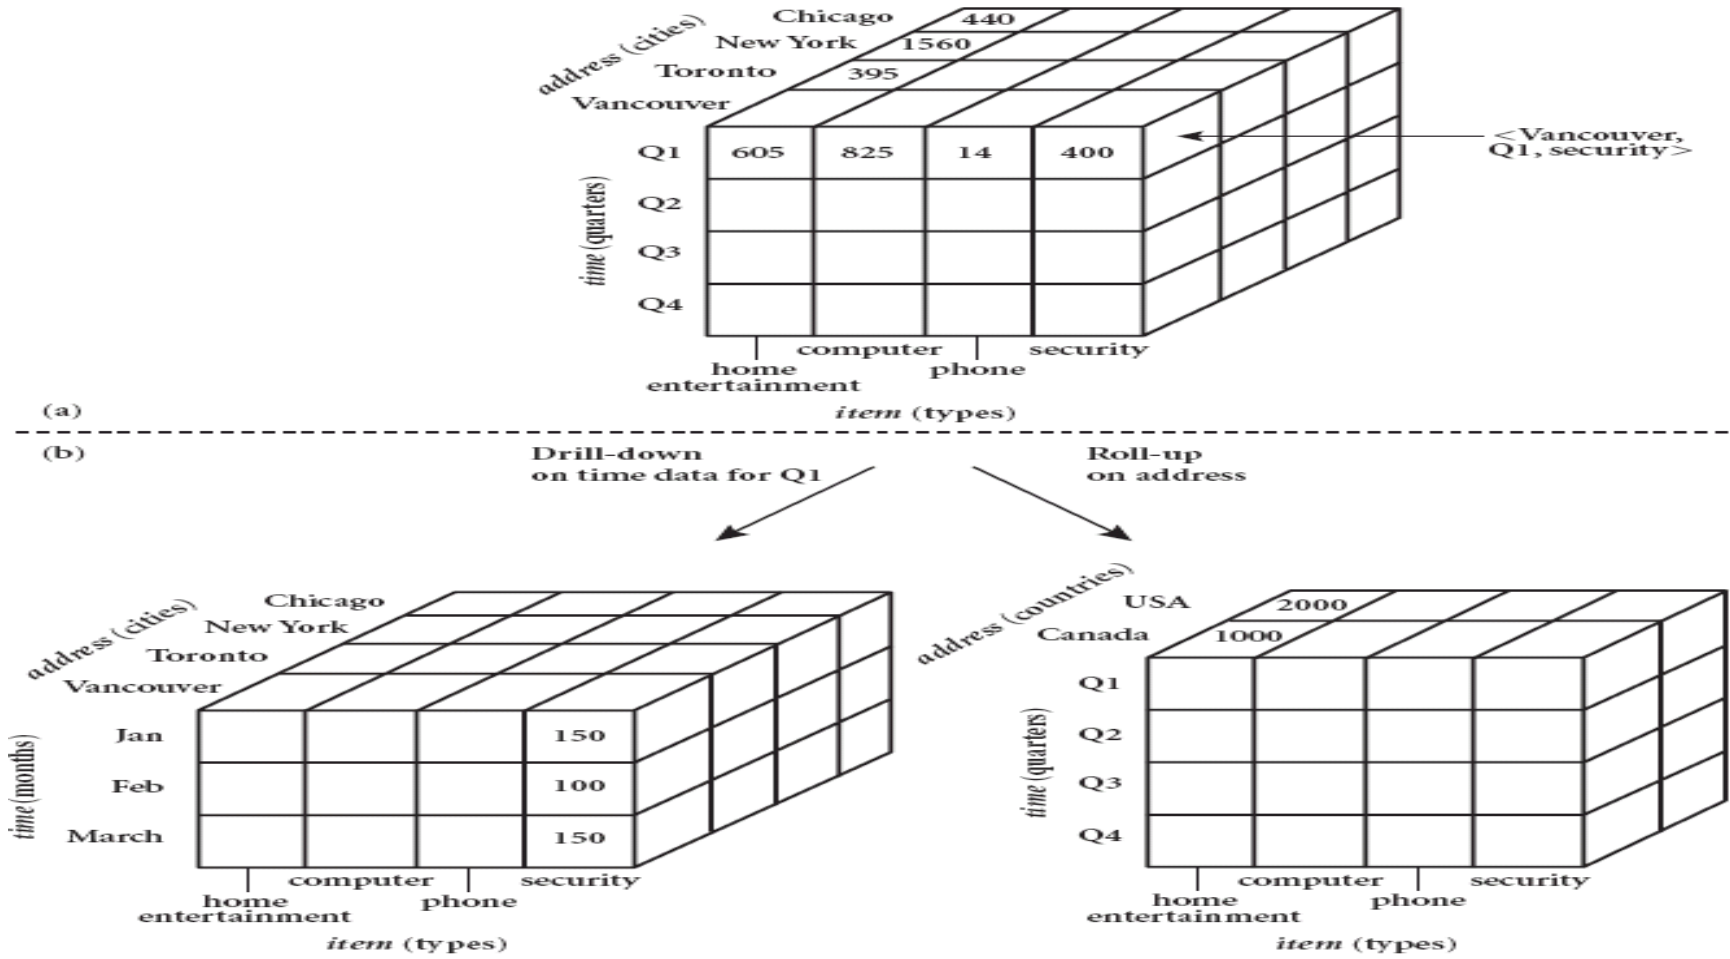 Chicago 440
New York 1560
Toronto 395
Vancouver
address (cities)
Q1 605 825 14 400
Q2
Q3
Q4
time (quarters)
<Vancouver,
Q1, security>
computer security
home phone
entertainment
item (types)
(a)
(b)
Drill-down
on time data for Q1
Roll-up
on address
Chicago
New York
Toronto
Vancouver
address (cities)
Jan 150
Feb 100
March 150
time (months)
computer security
home phone
entertainment
item (types)
address (countries)
USA 2000
Canada 1000
Q1
Q2
Q3
Q4
time (quarters)
computer security
home phone
entertainment
item (types)